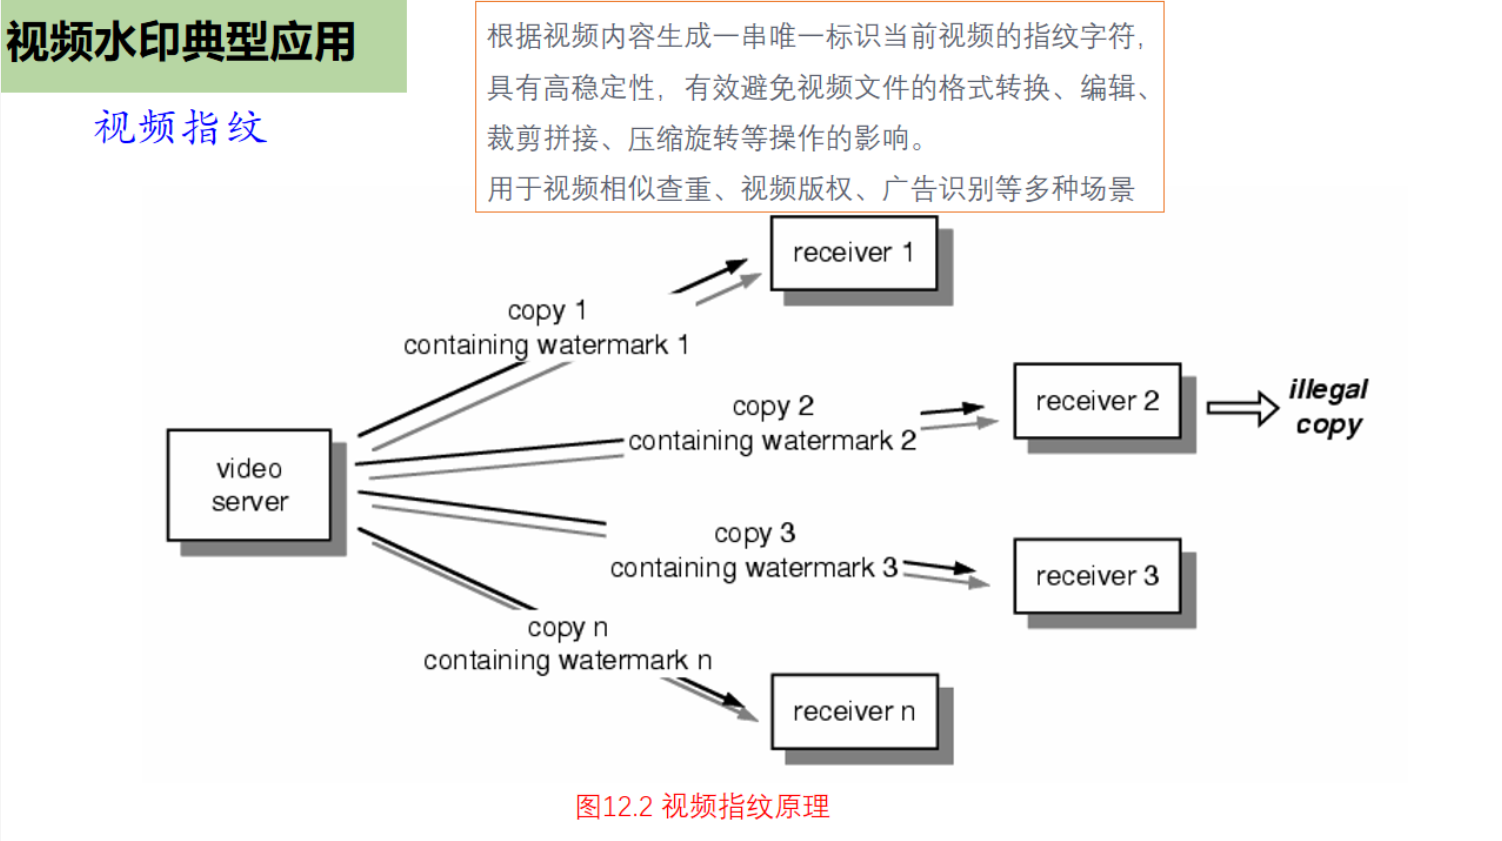 视频水印典型应用
视频指纹
根据视频内容生成一串唯一标识当前视频的指纹字符,
具有高稳定性，有效避免视频文件的格式转换、编辑、
裁剪拼接、压缩旋转等操作的影响。
用于视频相似查重、视频版权、广告识别等多种场景
receiver 1
copy 1
containing watermark 1
copy 2
containing watermark 2
receiver 2
illegal
copy
video
server
copy 3
containing watermark 3
receiver 3
copy n
containing watermark n
receiver n
图12.2 视频指纹原理